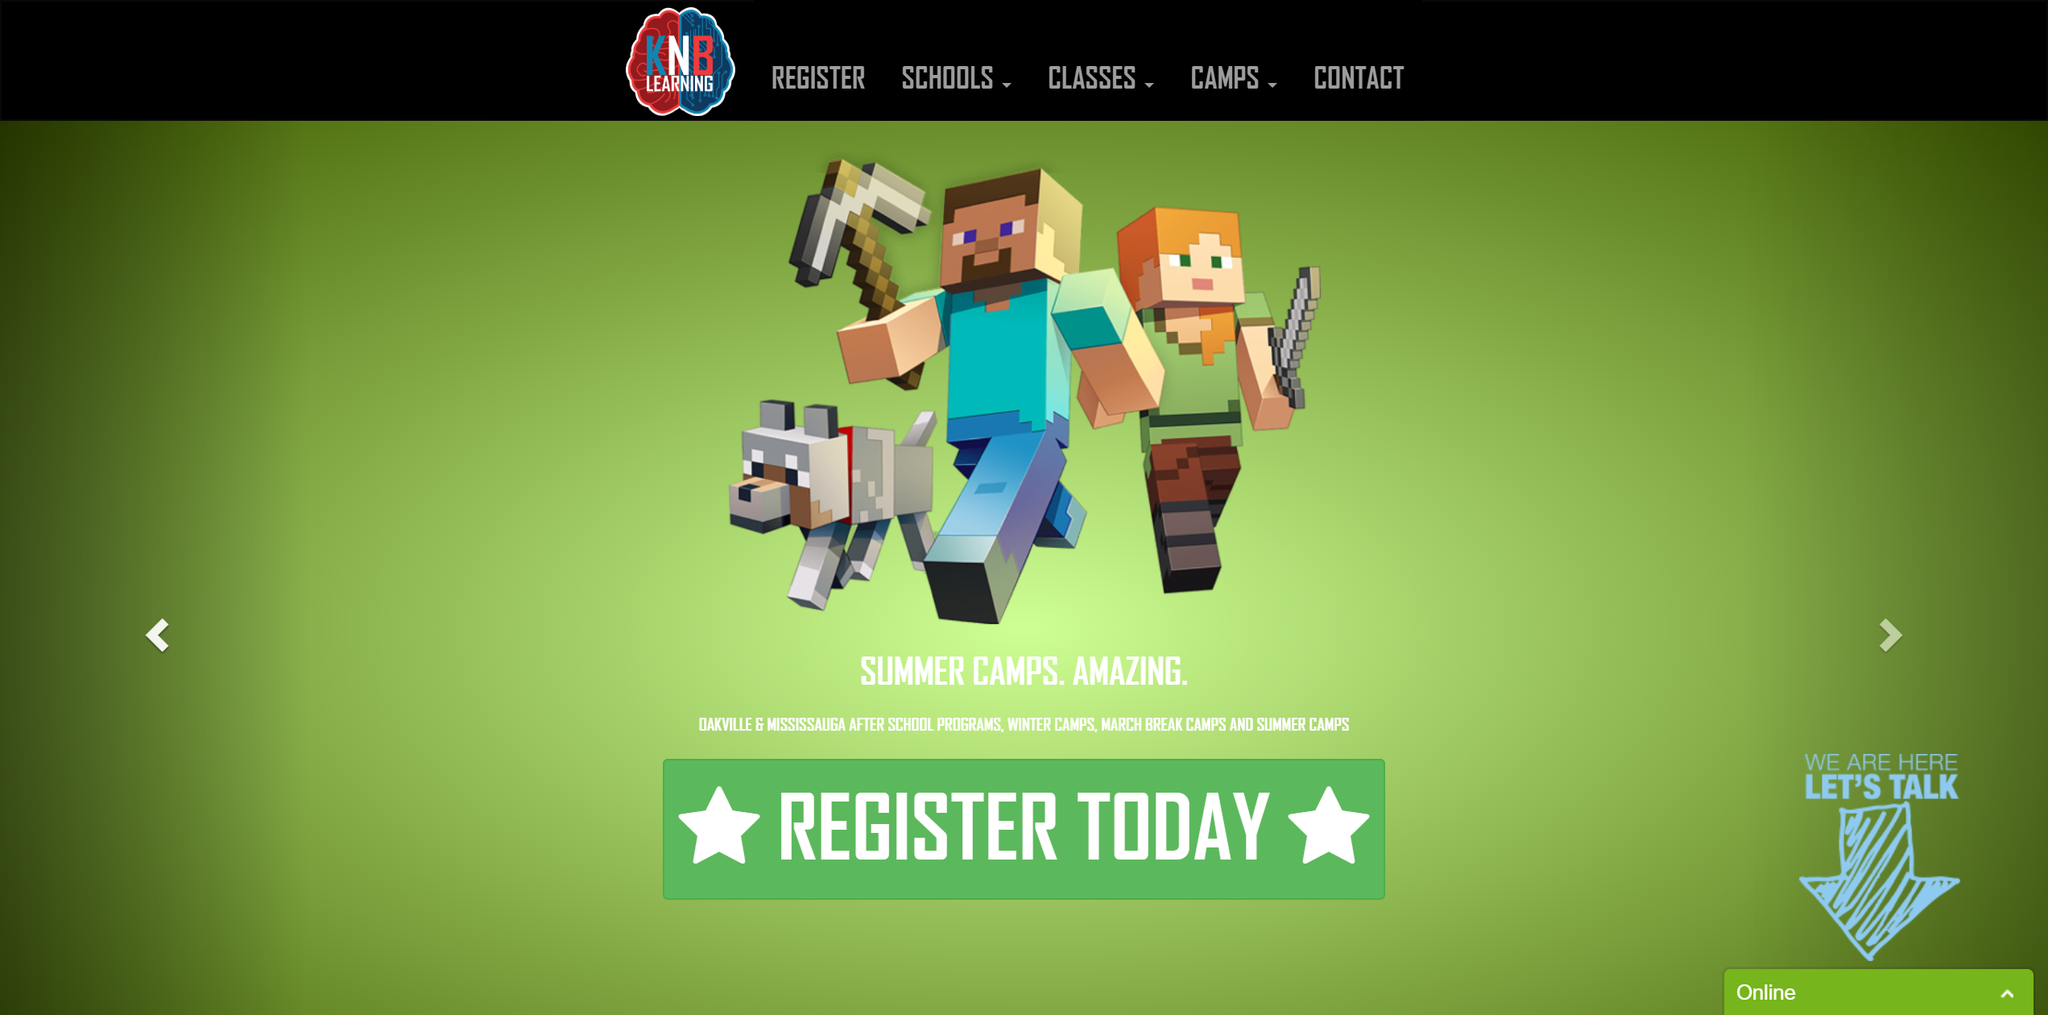 KNB
LEARNING
REGISTER
SCHOOLS
CLASSES
CAMPS
CONTACT
SUMMER CAMPS. AMAZING.
OAKVILLE & MISSISSAUGA AFTER SCHOOL PROGRAMS, WINTER CAMPS, MARCH BREAK CAMPS AND SUMMER CAMPS
REGISTER TODAY
WE ARE HERE
LET'S TALK
Online